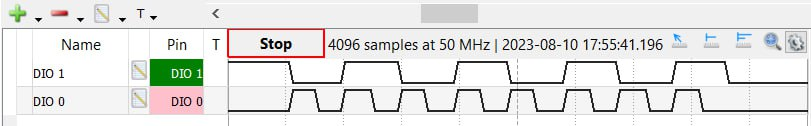 T
Name Pin T Stop 4096 samples at 50 MHz | 2023-08-10 17:55:41.196
DIO 1 DIO 1
DIO 0 DIO 0